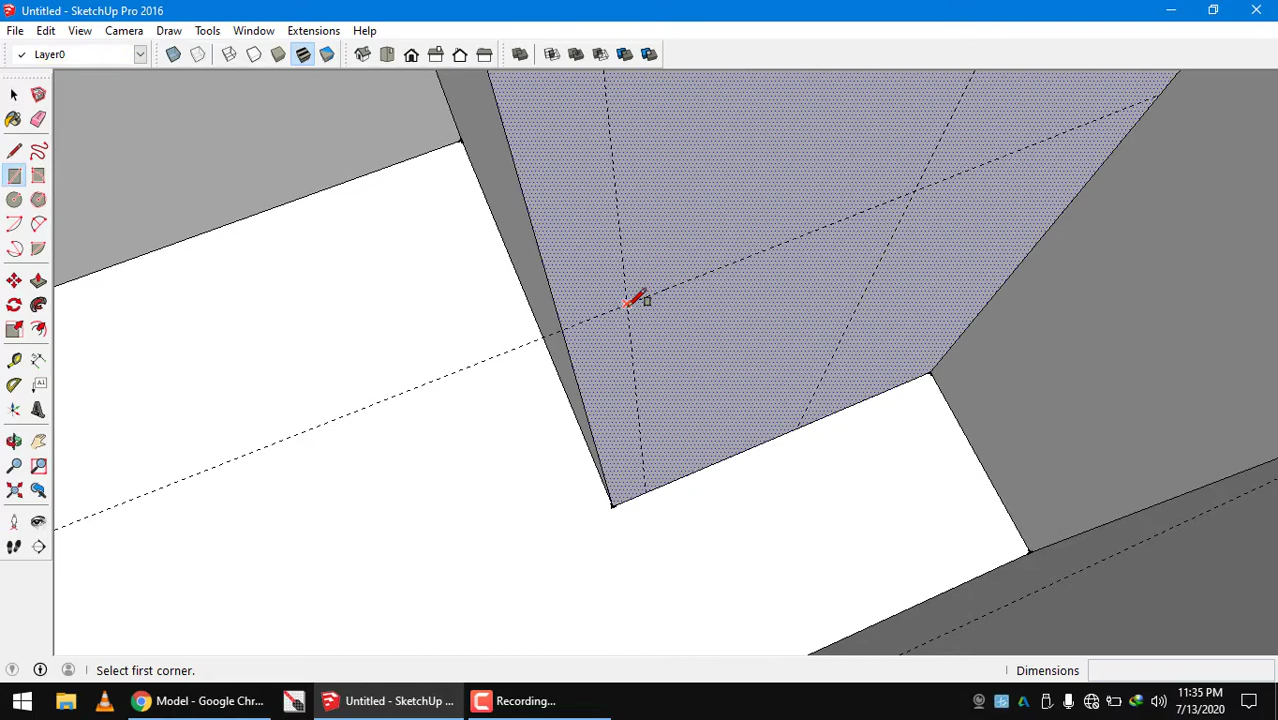 Untitled - SketchUp Pro 2016
File Edit View Camera Draw Tools Window Extensions Help
Layer0
Select first corner.
Dimensions
Model - Google Chr...
Untitled - SketchUp ...
Recording...
11:35 PM
7/13/2020